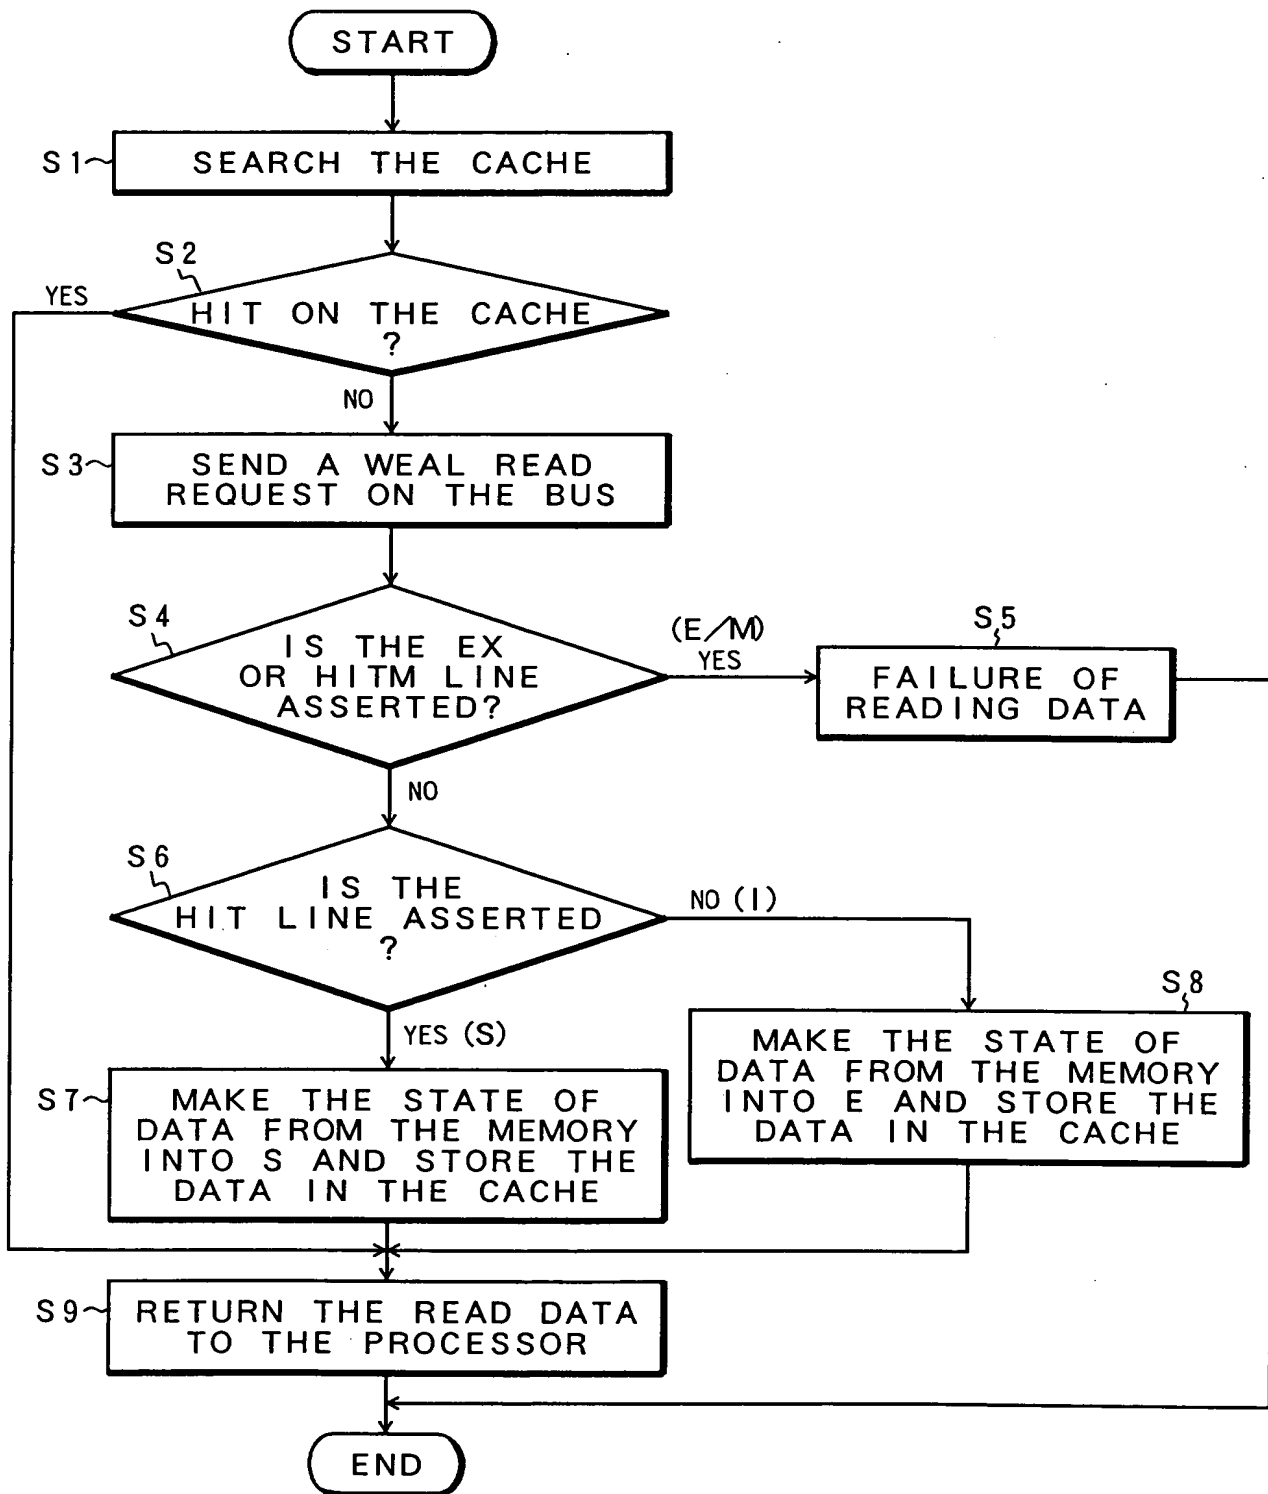 START
S1
SEARCH THE CACHE
S2
YES
HIT ON THE CACHE
?
NO
S3
SEND A WEAL READ
REQUEST ON THE BUS
S4
IS THE EX
OR HITM LINE
ASSERTED?
(E/M)
YES
S5
FAILURE OF
READING DATA
NO
S6
IS THE
HIT LINE ASSERTED
?
NO (I)
YES (S)
S8
MAKE THE STATE OF
DATA FROM THE MEMORY
INTO E AND STORE THE
DATA IN THE CACHE
S7
MAKE THE STATE OF
DATA FROM THE MEMORY
INTO S AND STORE THE
DATA IN THE CACHE
S9
RETURN THE READ DATA
TO THE PROCESSOR
END